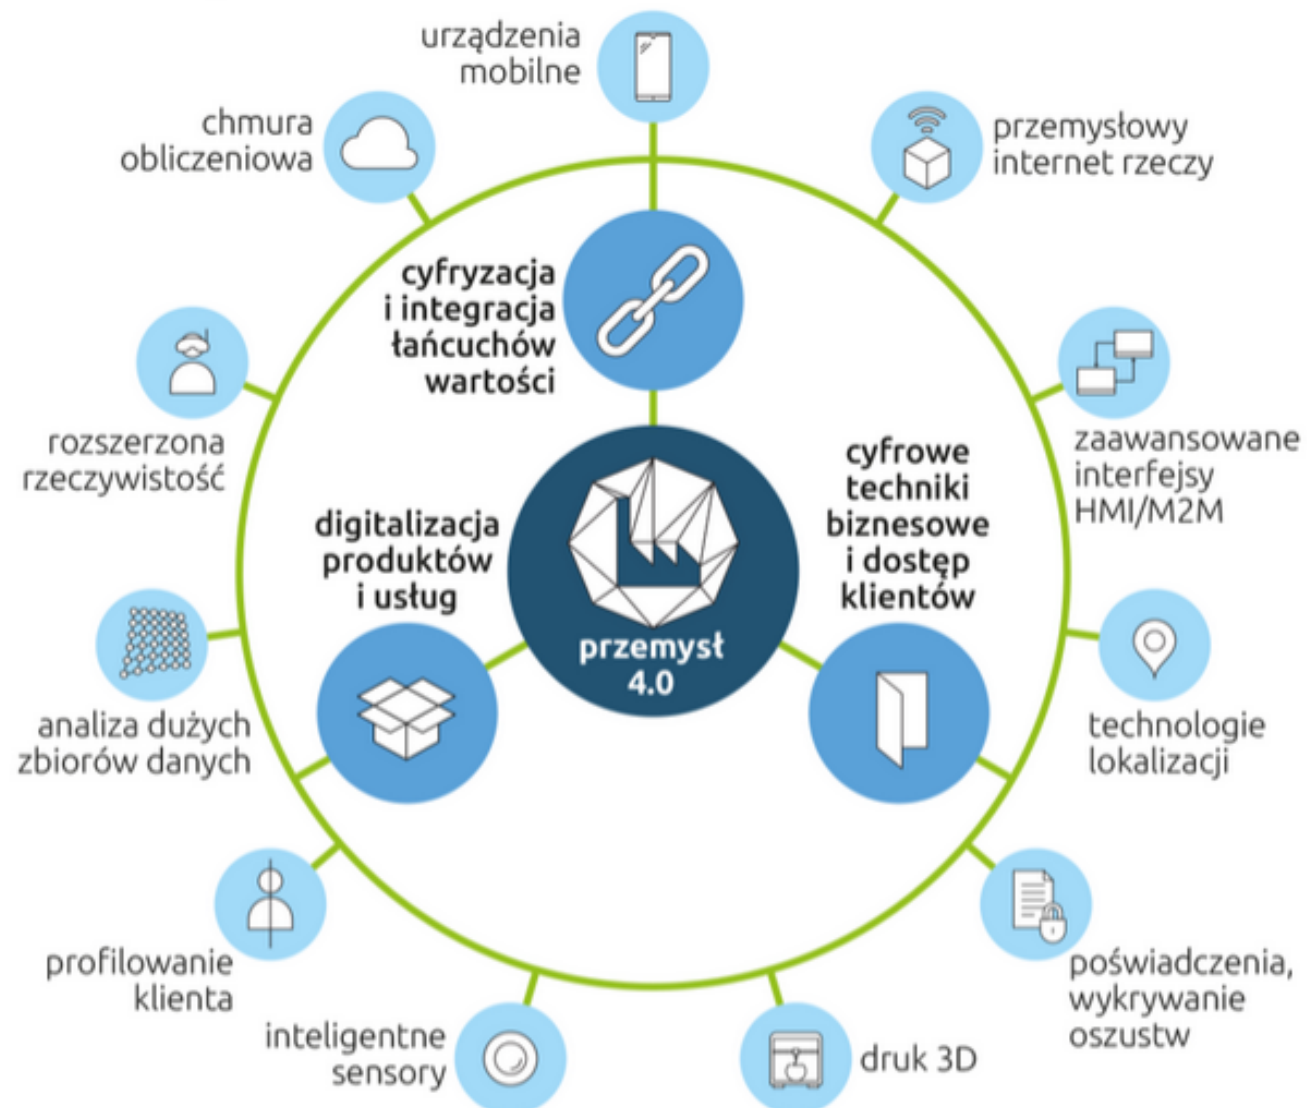 urządzenia
mobilne
chmura
obliczeniowa
przemysłowy
internet rzeczy
cyfryzacja
i integracja
łańcuchów
wartości
rozszerzona
rzeczywistość
zaawansowane
interfejsy
HMI/M2M
digitalizacja
produktów
i usług
cyfrowe
techniki
biznesowe
i dostęp
klientów
przemysł
4.0
analiza dużych
zbiorów danych
technologie
lokalizacji
profilowanie
klienta
poświadczenia,
wykrywanie
oszustw
inteligentne
sensory
druk 3D